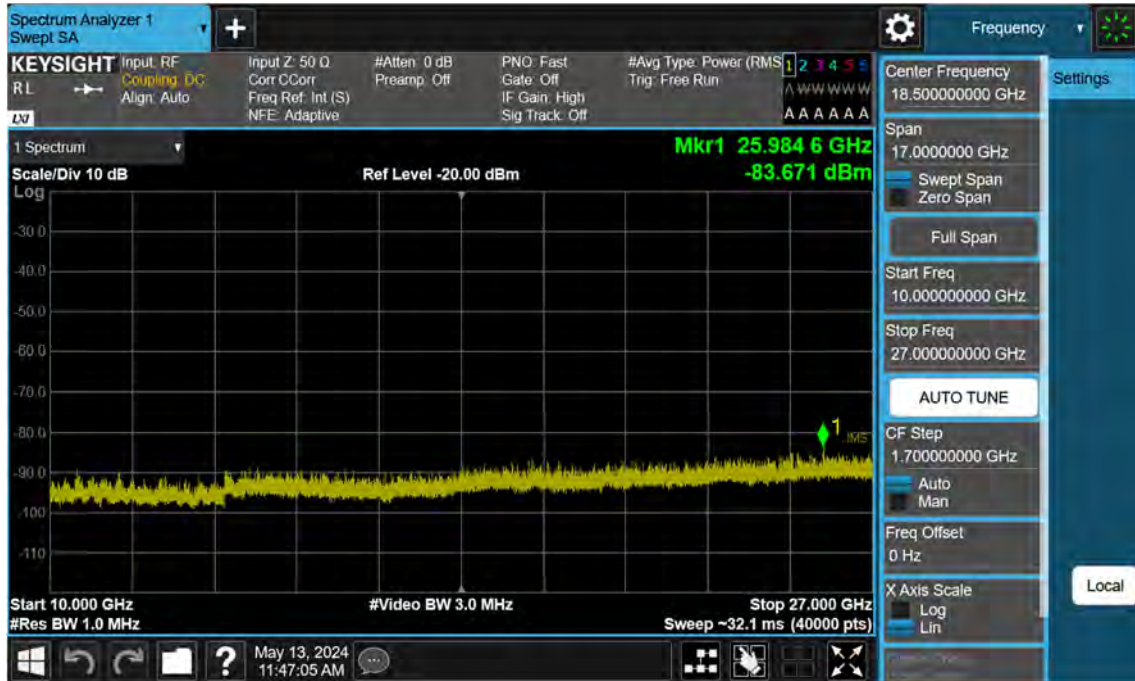 Spectrum Analyzer 1
Swept SA
Frequency
KEYSIGHT
RL
LXI
Input: RF
Coupling: DC
Align: Auto
Input Z: 50 Ω
Corr CCorr
Freq Ref: Int (S)
NFE: Adaptive
#Atten: 0 dB
Preamp: Off
PNO: Fast
Gate: Off
IF Gain: High
Sig Track: Off
#Avg Type: Power (RMS
Trig: Free Run
1 2 3 4 5 6
A W W W W W
A A A A A A
1 Spectrum
Scale/Div 10 dB
Log
Ref Level -20.00 dBm
Mkr1 25.984 6 GHz
-83.671 dBm
-30.0
-40.0
-50.0
-60.0
-70.0
-80.0
-90.0
-100
-110
1
Start 10.000 GHz
#Video BW 3.0 MHz
Stop 27.000 GHz
#Res BW 1.0 MHz
Sweep ~32.1 ms (40000 pts)
May 13, 2024
11:47:05 AM
Center Frequency
18.500000000 GHz
Span
17.0000000 GHz
Swept Span
Zero Span
Full Span
Start Freq
10.000000000 GHz
Stop Freq
27.000000000 GHz
AUTO TUNE
CF Step
1.700000000 GHz
Auto
Man
Freq Offset
0 Hz
X Axis Scale
Log
Lin
Settings
Local